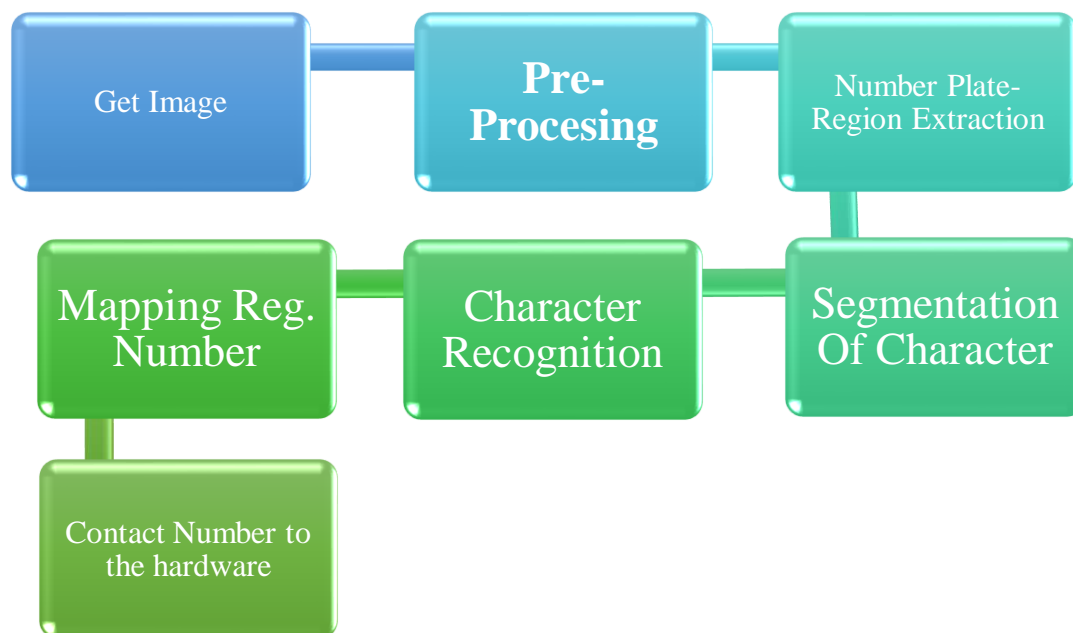 Get Image
Pre-
Procesing
Number Plate-
Region Extraction
Segmentation
Of Character
Character
Recognition
Mapping Reg.
Number
Contact Number to
the hardware